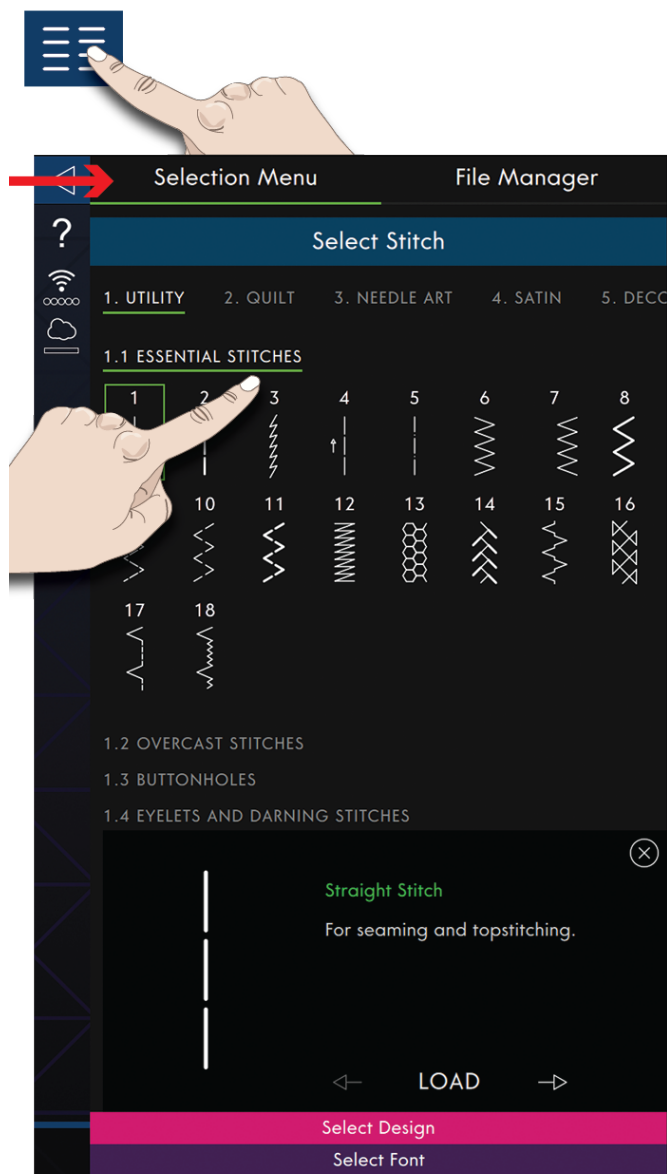 Selection Menu File Manager
?
Select Stitch
1. UTILITY 2. QUILT 3. NEEDLE ART 4. SATIN 5. DECO
1.1 ESSENTIAL STITCHES
1 2 3 4 5 6 7 8
10 11 12 13 14 15 16
17 18
1.2 OVERCAST STITCHES
1.3 BUTTONHOLES
1.4 EYELETS AND DARNING STITCHES
Straight Stitch
For seaming and topstitching.
LOAD
Select Design
Select Font